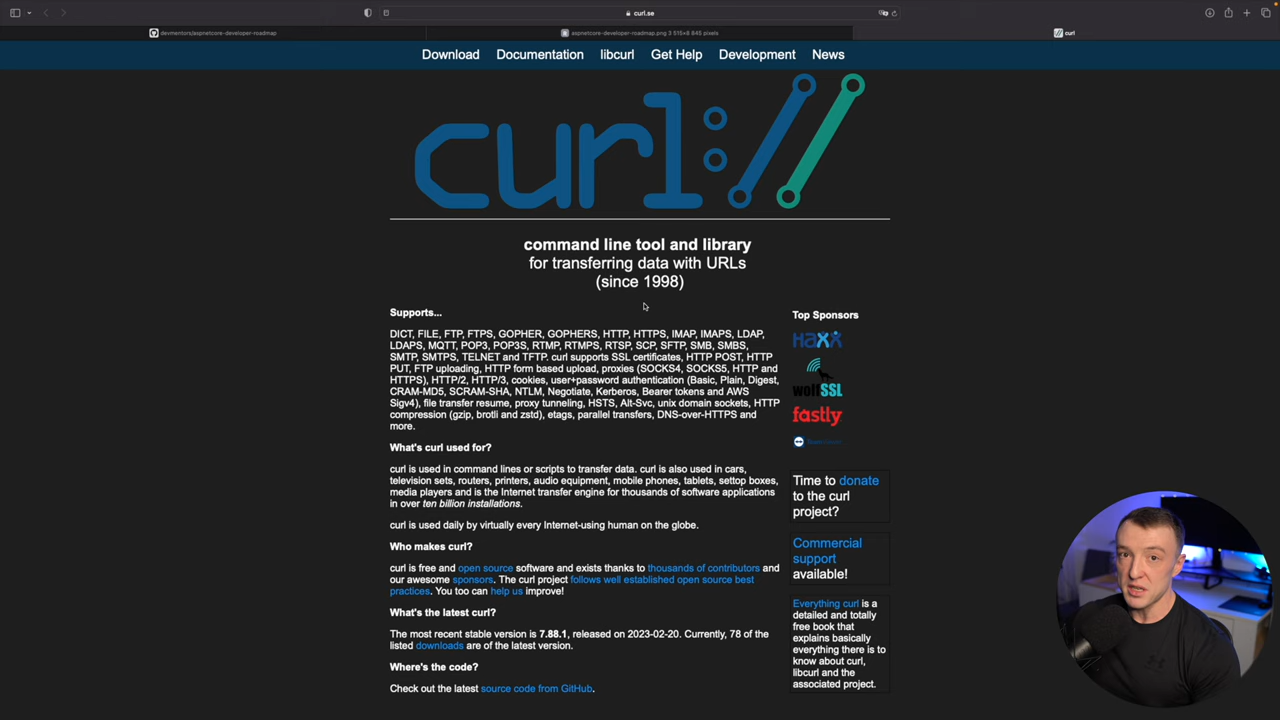 curl.se
devmentors/aspnetcore-developer-roadmap
aspnetcore-developer-roadmap.png 3 515×8 845 pixels
curl
Download Documentation libcurl Get Help Development News
curl://
command line tool and library
for transferring data with URLs
(since 1998)
Supports...
DICT, FILE, FTP, FTPS, GOPHER, GOPHERS, HTTP, HTTPS, IMAP, IMAPS, LDAP,
LDAPS, MQTT, POP3, POP3S, RTMP, RTMPS, RTSP, SCP, SFTP, SMB, SMBS,
SMTP, SMTPS, TELNET and TFTP. curl supports SSL certificates, HTTP POST, HTTP
PUT, FTP uploading, HTTP form based upload, proxies (SOCKS4, SOCKS5, HTTP and
HTTPS), HTTP/2, HTTP/3, cookies, user+password authentication (Basic, Plain, Digest,
CRAM-MD5, SCRAM-SHA, NTLM, Negotiate, Kerberos, Bearer tokens and AWS
Sigv4), file transfer resume, proxy tunneling, HSTS, Alt-Svc, unix domain sockets, HTTP
compression (gzip, brotli and zstd), etags, parallel transfers, DNS-over-HTTPS and
more.
What's curl used for?
curl is used in command lines or scripts to transfer data. curl is also used in cars,
television sets, routers, printers, audio equipment, mobile phones, tablets, settop boxes,
media players and is the Internet transfer engine for thousands of software applications
in over ten billion installations.
curl is used daily by virtually every Internet-using human on the globe.
Who makes curl?
curl is free and open source software and exists thanks to thousands of contributors and
our awesome sponsors. The curl project follows well established open source best
practices. You too can help us improve!
What's the latest curl?
The most recent stable version is 7.88.1, released on 2023-02-20. Currently, 78 of the
listed downloads are of the latest version.
Where's the code?
Check out the latest source code from GitHub.
Top Sponsors
HAXX
wolfSSL
fastly
Time to donate
to the curl
project?
Commercial
support
available!
Everything curl is a
detailed and totally
free book that
explains basically
everything there is to
know about curl,
libcurl and the
associated project.